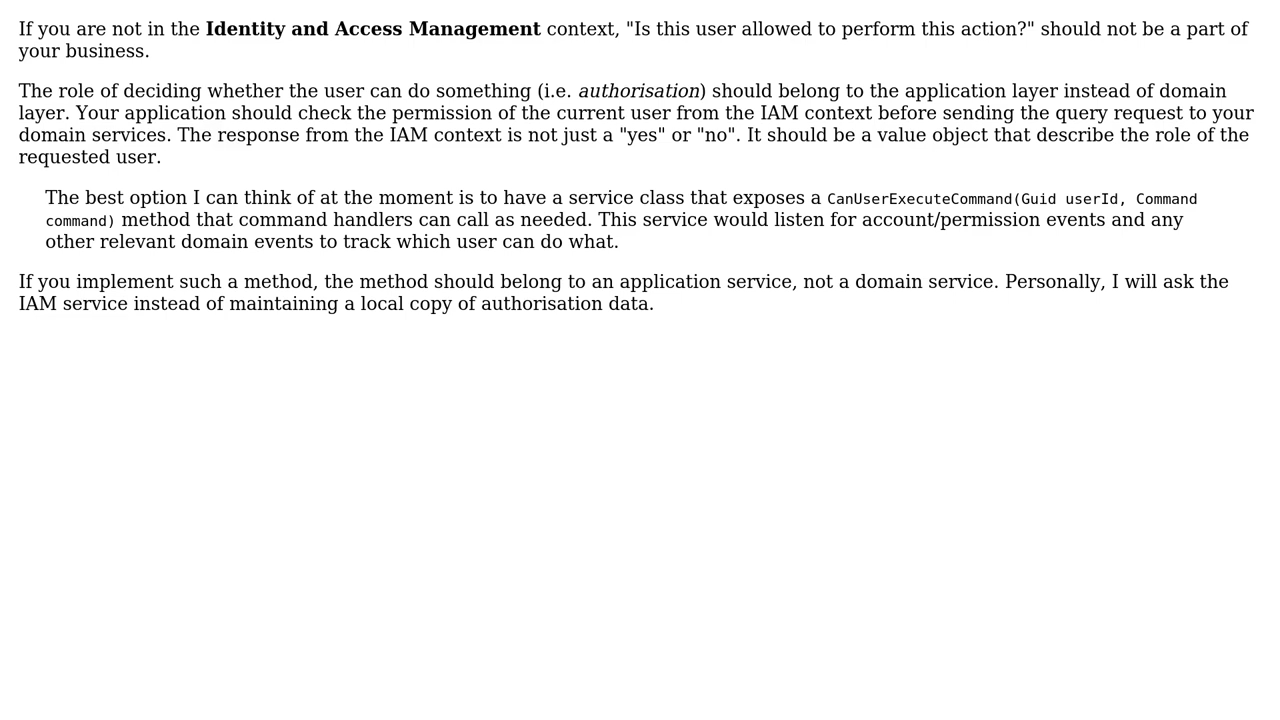 If you are not in the Identity and Access Management context, "Is this user allowed to perform this action?" should not be a part of
your business.
The role of deciding whether the user can do something (i.e. authorisation) should belong to the application layer instead of domain
layer. Your application should check the permission of the current user from the IAM context before sending the query request to your
domain services. The response from the IAM context is not just a "yes" or "no". It should be a value object that describe the role of the
requested user.
The best option I can think of at the moment is to have a service class that exposes a CanUserExecuteCommand(Guid userId, Command
command) method that command handlers can call as needed. This service would listen for account/permission events and any
other relevant domain events to track which user can do what.
If you implement such a method, the method should belong to an application service, not a domain service. Personally, I will ask the
IAM service instead of maintaining a local copy of authorisation data.